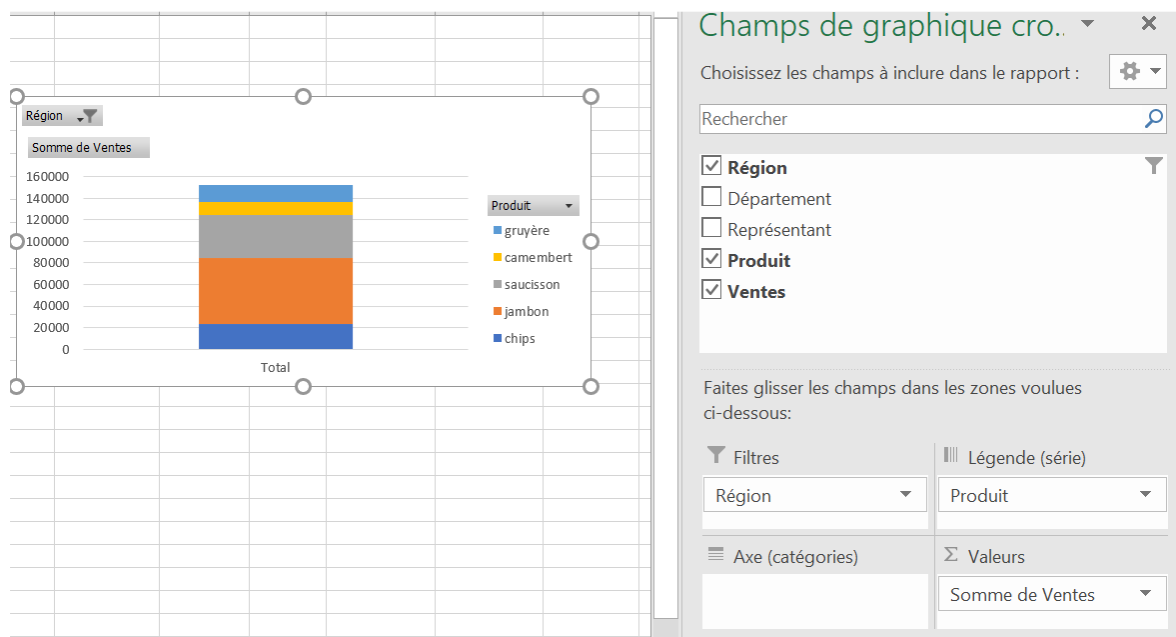 Champs de graphique cro..
Choisissez les champs à inclure dans le rapport :
Rechercher
Région
Département
Représentant
Produit
Ventes
Faites glisser les champs dans les zones voulues
ci-dessous:
Filtres
Région
Légende (série)
Produit
Axe (catégories)
Σ Valeurs
Somme de Ventes
Région
Somme de Ventes
160000
140000
120000
100000
80000
60000
40000
20000
0
Total
Produit
gruyère
camembert
saucisson
jambon
chips